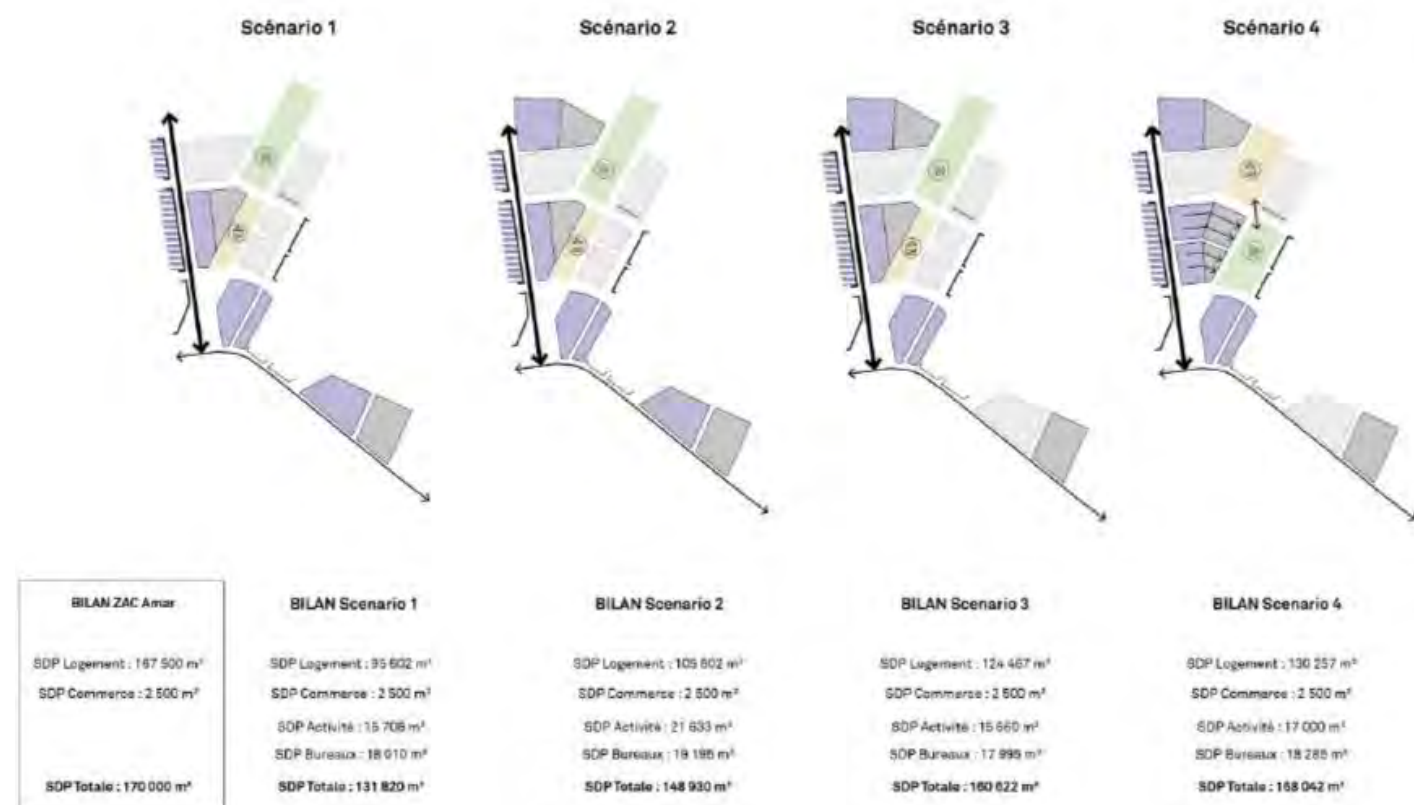 Scénario 1
Scénario 2
Scénario 3
Scénario 4
BILAN ZAC Amar
SDP Logement : 167 500 m²
SDP Commerce : 2 500 m²
SDP Totale : 170 000 m²
BILAN Scenario 1
SDP Logement : 95 602 m²
SDP Commerce : 2 500 m²
SDP Activité : 15 708 m²
SDP Bureaux : 18 010 m²
SDP Totale : 131 820 m²
BILAN Scenario 2
SDP Logement : 105 602 m²
SDP Commerce : 2 500 m²
SDP Activité : 21 633 m²
SDP Bureaux : 19 195 m²
SDP Totale : 148 930 m²
BILAN Scenario 3
SDP Logement : 124 467 m²
SDP Commerce : 2 500 m²
SDP Activité : 15 660 m²
SDP Bureaux : 17 995 m²
SDP Totale : 160 622 m²
BILAN Scenario 4
SDP Logement : 130 257 m²
SDP Commerce : 2 500 m²
SDP Activité : 17 000 m²
SDP Bureaux : 18 285 m²
SDP Totale : 168 042 m²